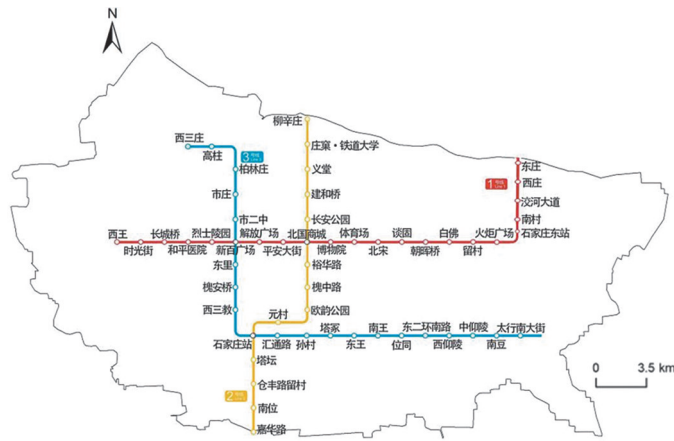 N
柳辛庄
西三庄
庄窠·铁道大学
高柱
3号线
柏林庄
义堂
东庄
1号线
西庄
市庄
建和桥
洨河大道
市二中
长安公园
南村
西王
长城桥
烈士陵园
解放广场
北国商城
体育场
谈固
白佛
火炬广场
石家庄东站
时光街
和平医院
新百广场
平安大街
博物院
北宋
朝晖桥
留村
东里
裕华路
槐安桥
槐中路
西三教
元村
欧韵公园
塔冢
南王
东二环南路
中仰陵
太行南大街
石家庄站
汇通路
孙村
东王
位同
西仰陵
南豆
塔坛
仓丰路留村
2号线
南位
嘉华路
0
3.5 km